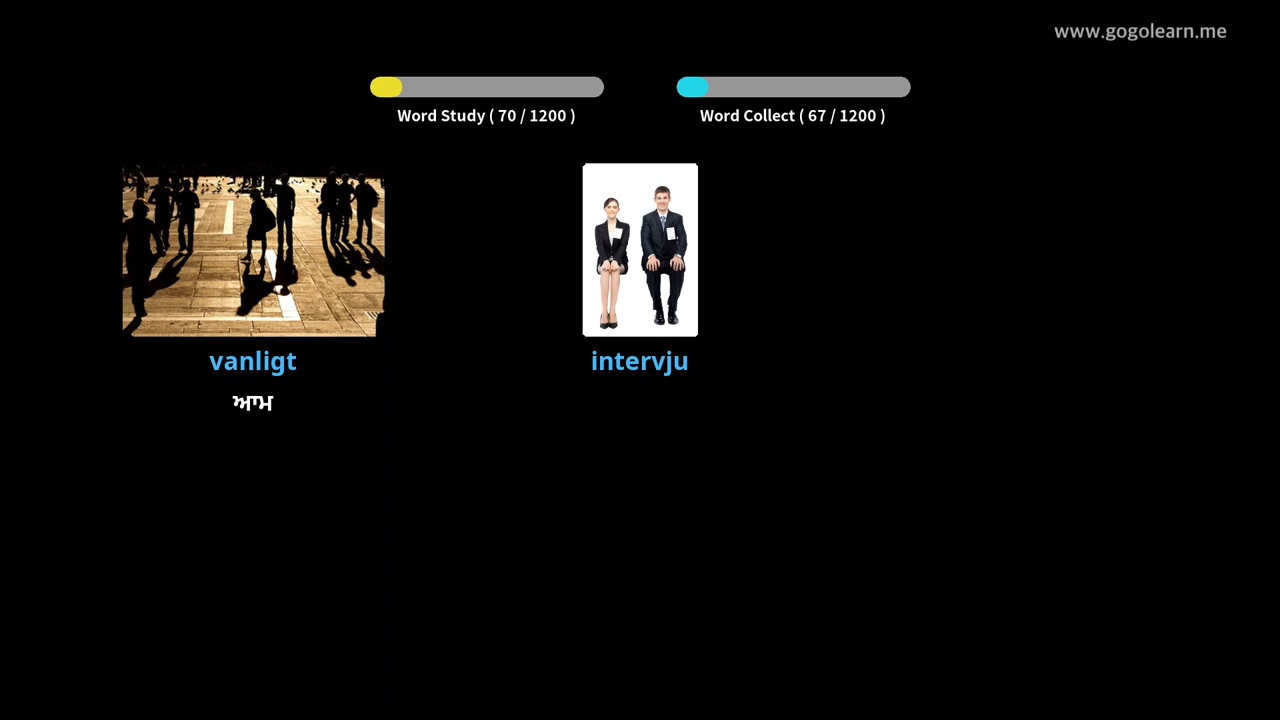 www.gogolearn.me
Word Study ( 70 / 1200 )
Word Collect ( 67 / 1200 )
vanligt
intervju
ਆਮ